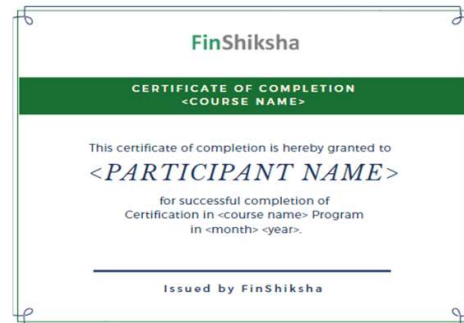 FinShiksha
CERTIFICATE OF COMPLETION
<COURSE NAME>
This certificate of completion is hereby granted to
<PARTICIPANT NAME>
for successful completion of
Certification in <course name> Program
in <month> <year>.
Issued by FinShiksha